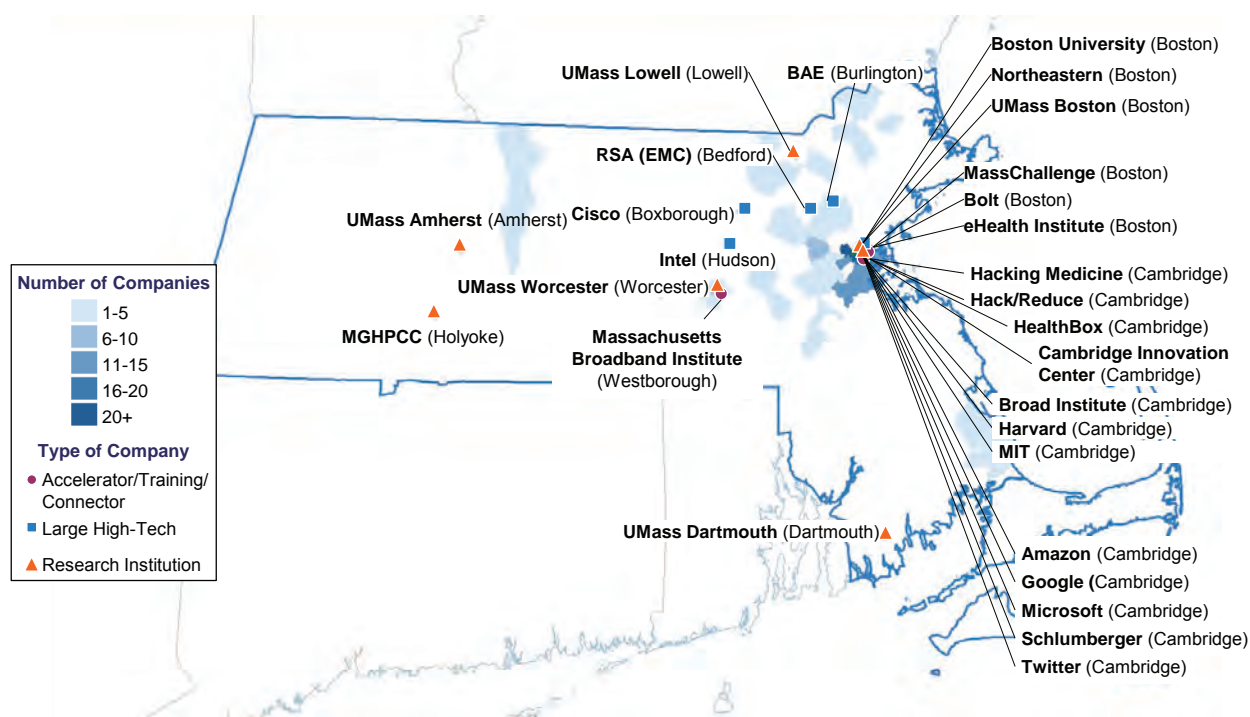 Boston University (Boston)
UMass Lowell (Lowell)
BAE (Burlington)
Northeastern (Boston)
UMass Boston (Boston)
RSA (EMC) (Bedford)
MassChallenge (Boston)
Bolt (Boston)
UMass Amherst (Amherst)
Cisco (Boxborough)
eHealth Institute (Boston)
Intel (Hudson)
Hacking Medicine (Cambridge)
UMass Worcester (Worcester)
Hack/Reduce (Cambridge)
HealthBox (Cambridge)
MGHPCC (Holyoke)
Massachusetts
Broadband Institute
(Westborough)
Cambridge Innovation
Center (Cambridge)
Broad Institute (Cambridge)
Harvard (Cambridge)
MIT (Cambridge)
UMass Dartmouth (Dartmouth)
Amazon (Cambridge)
Google (Cambridge)
Microsoft (Cambridge)
Schlumberger (Cambridge)
Twitter (Cambridge)
Number of Companies
1-5
6-10
11-15
16-20
20+
Type of Company
Accelerator/Training/
Connector
Large High-Tech
Research Institution